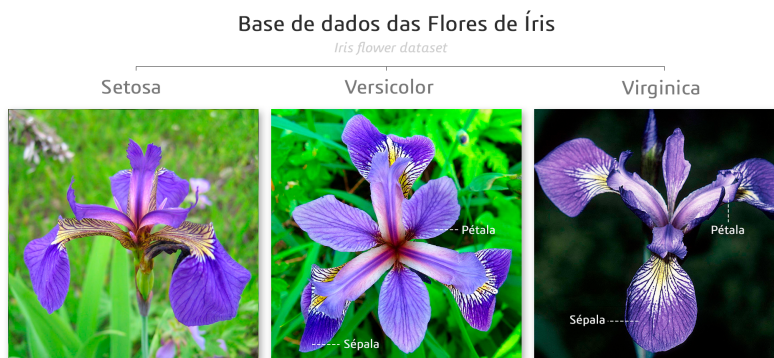 Base de dados das Flores de Íris
Iris flower dataset
Setosa
Versicolor
Virginica
Pétala
Sépala
Pétala
Sépala